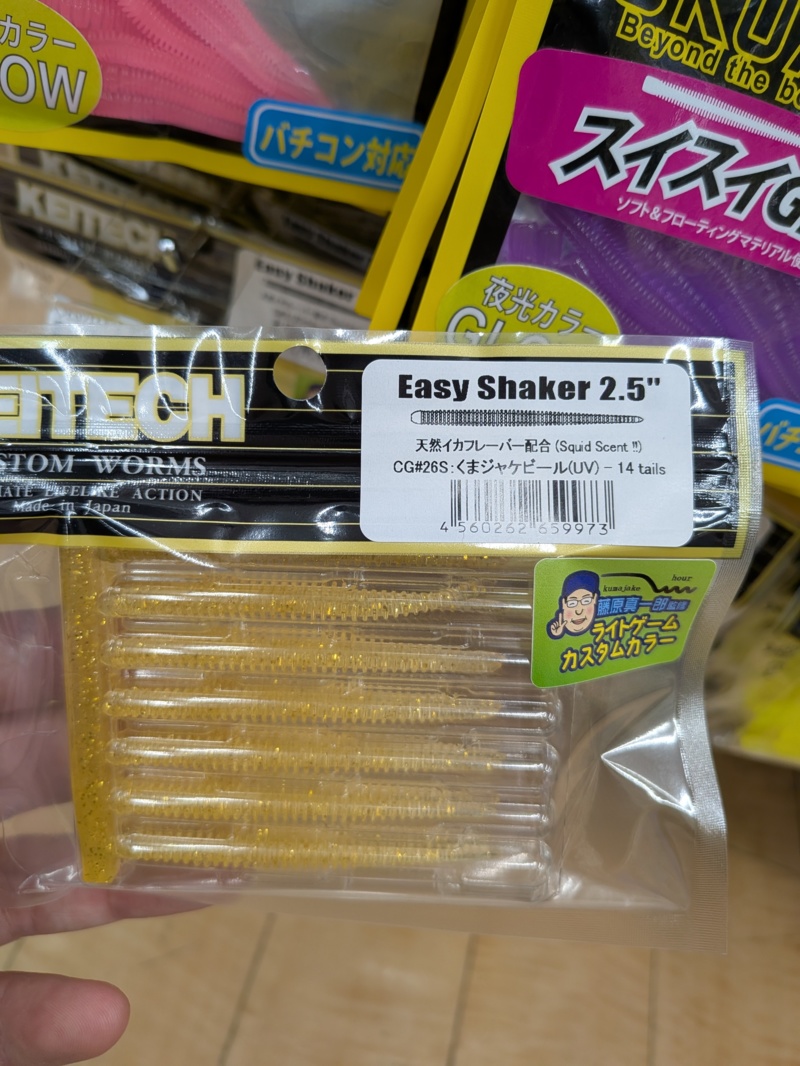 カラー
OW
バチコン対応
Beyond the b
スイスイG
ソフト&フローティングマテリアル
夜光カラー
KEITECH
Easy Shaker
EITECH
STOM WORMS
MATE LIFELIKE ACTION
Made in Japan
Easy Shaker 2.5"
天然イカフレーバー配合 (Squid Scent !!)
CG#26S:くまジャケビール(UV) - 14 tails
4 560262 659973
kumajake hour
藤原真一郎監修
ライトゲーム
カスタムカラー
バチ